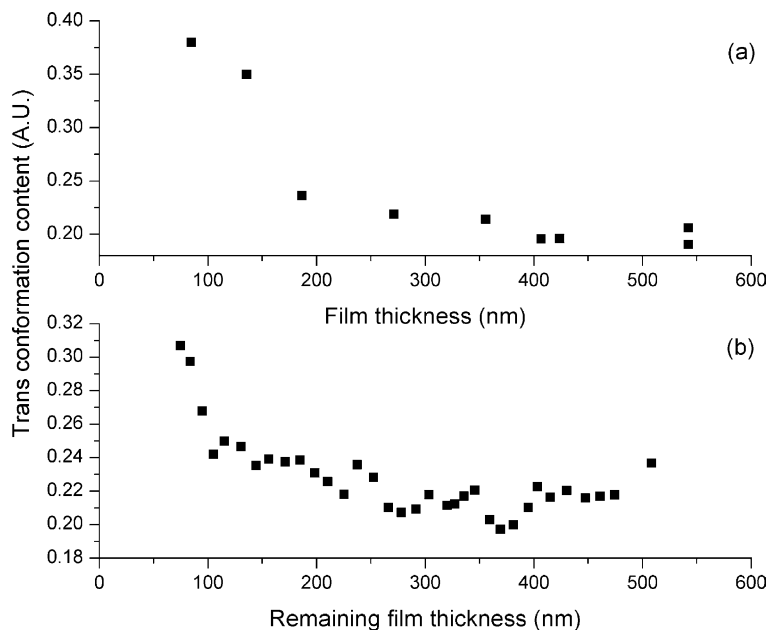 Trans conformation content (A.U.)
0.40
0.35
0.30
0.25
0.20
(a)
0 100 200 300 400 500 600
Film thickness (nm)
0.32
0.30
0.28
0.26
0.24
0.22
0.20
0.18
(b)
0 100 200 300 400 500 600
Remaining film thickness (nm)